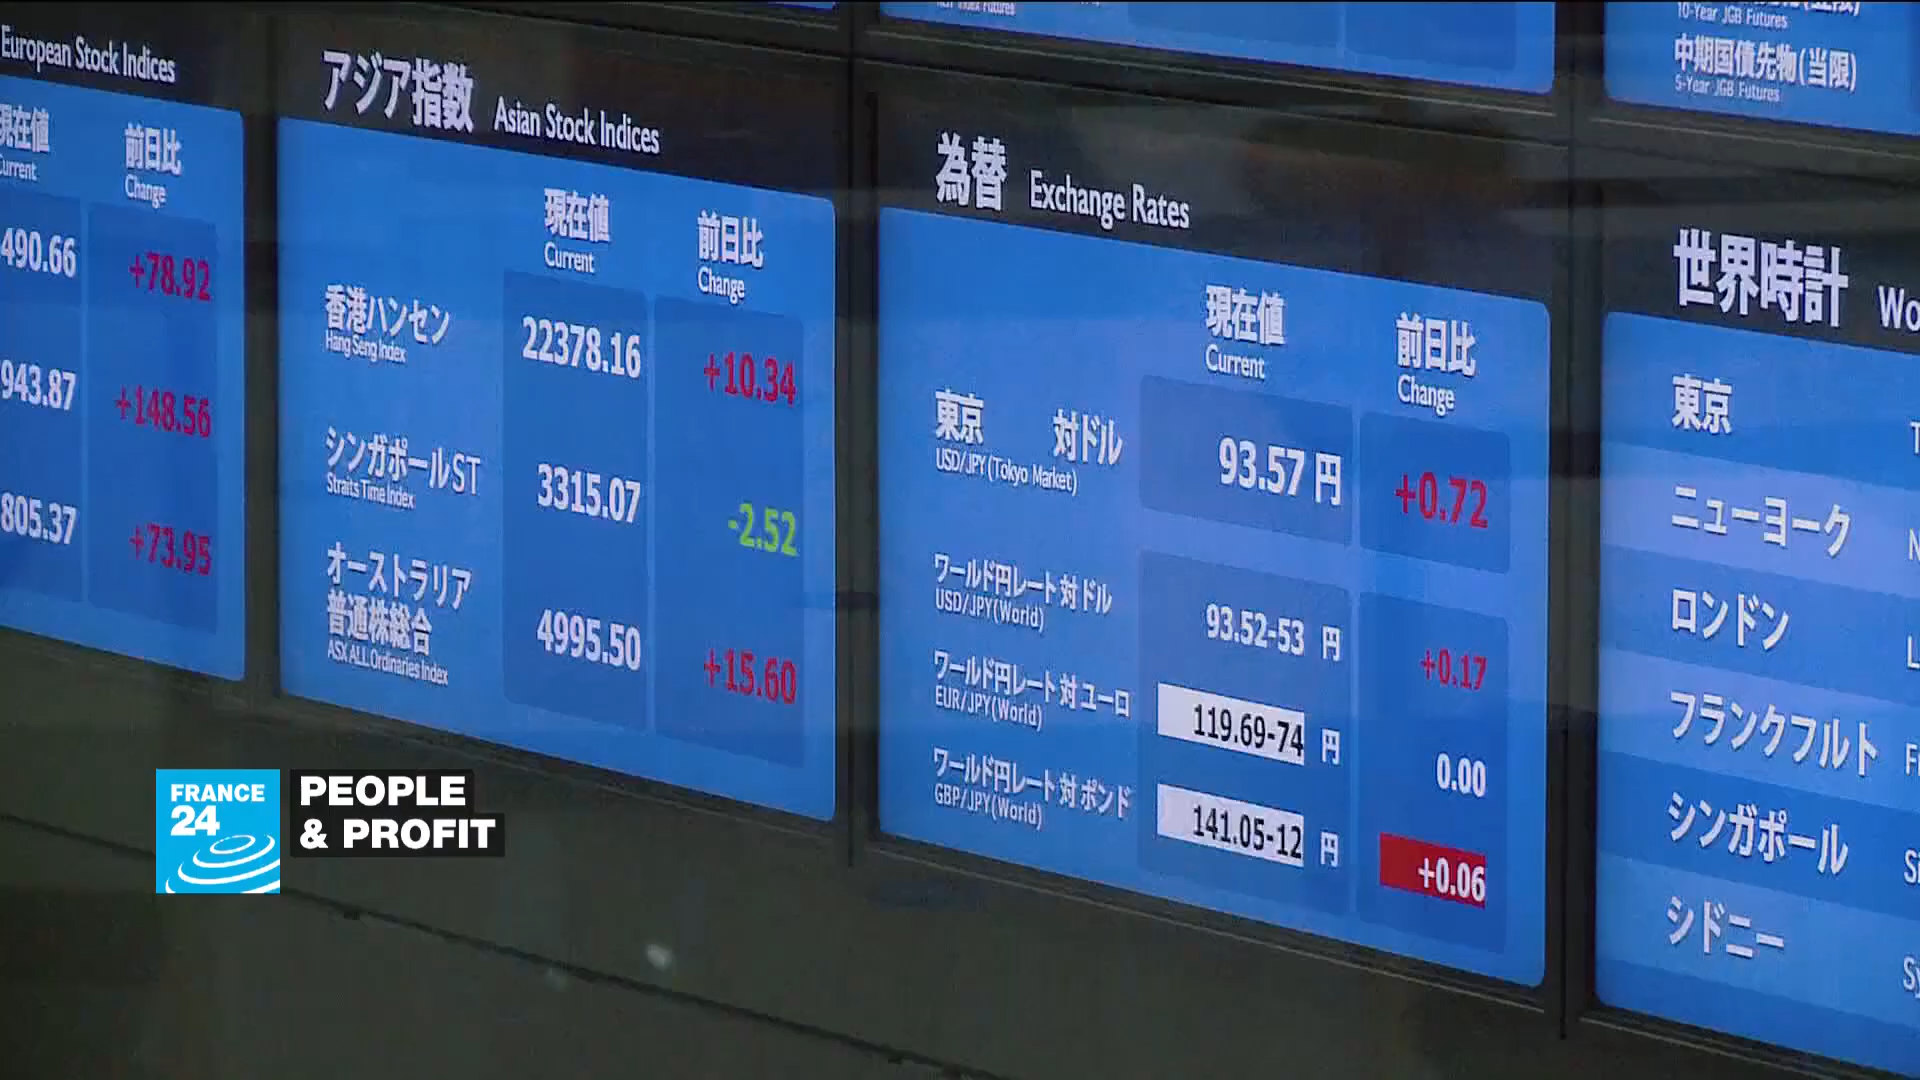 European Stock Indices
現在値 前日比
Current Change
490.66 +78.92
943.87 +148.56
805.37 +73.95
アジア指数 Asian Stock Indices
現在値 前日比
Current Change
香港ハンセン 22378.16 +10.34
Hang Seng Index
シンガポールST 3315.07 -2.52
Straits Time Index
オーストラリア
普通株総合 4995.50 +15.60
ASX ALL Ordinaries Index
為替 Exchange Rates
現在値 前日比
Current Change
東京 対ドル 93.57 円 +0.72
USD/JPY (Tokyo Market)
ワールド円レート 対 ドル 93.52-53 円 +0.17
USD/JPY (World)
ワールド円レート 対 ユーロ 119.69-74 円 0.00
EUR/JPY (World)
ワールド円レート 対 ポンド 141.05-12 円 +0.06
GBP/JPY (World)
10-Year JGB Futures
中期国債先物(当限)
5-Year JGB Futures
世界時計 Wo
東京
ニューヨーク
ロンドン
フランクフルト
シンガポール
シドニー
FRANCE
24
PEOPLE
& PROFIT